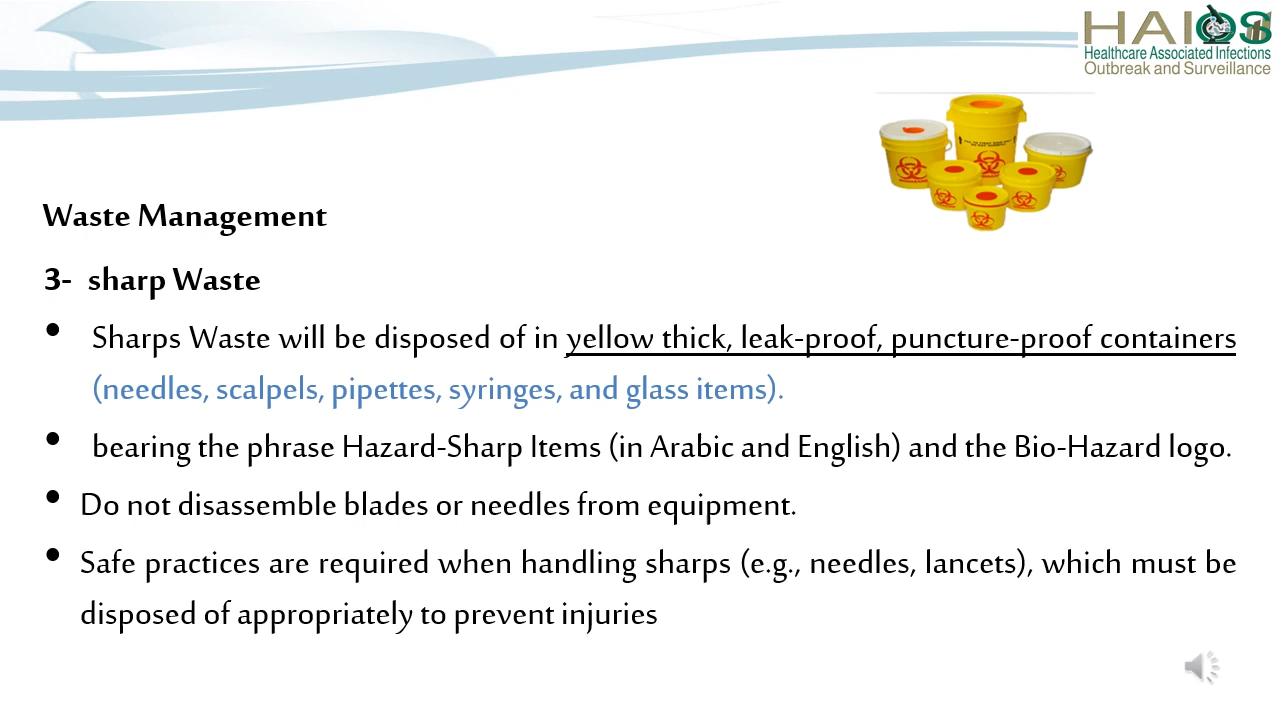 HAIOS
Healthcare Associated Infections
Outbreak and Surveillance
Waste Management
3- sharp Waste
• Sharps Waste will be disposed of in yellow thick, leak-proof, puncture-proof containers
(needles, scalpels, pipettes, syringes, and glass items).
• bearing the phrase Hazard-Sharp Items (in Arabic and English) and the Bio-Hazard logo.
• Do not disassemble blades or needles from equipment.
• Safe practices are required when handling sharps (e.g., needles, lancets), which must be
disposed of appropriately to prevent injuries